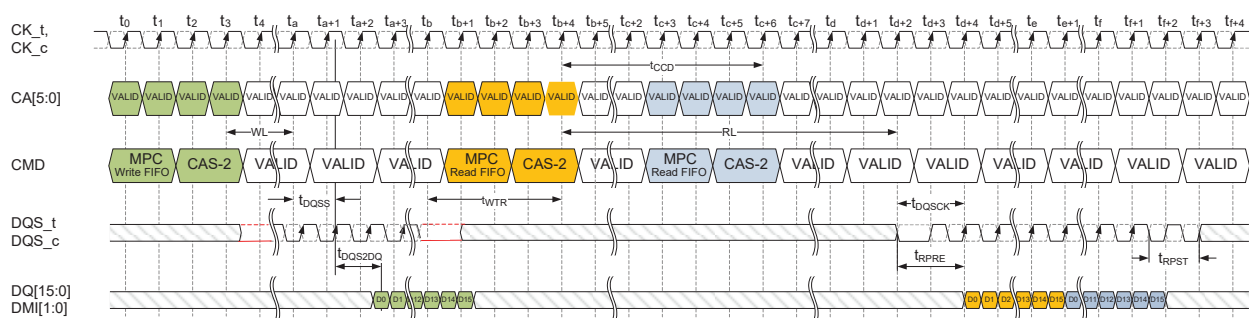 t0 t1 t2 t3 t4 ta ta+1 ta+2 ta+3 tb tb+1 tb+2 tb+3 tb+4 tb+5 tc+2 tc+3 tc+4 tc+5 tc+6 tc+7 td td+1 td+2 td+3 td+4 td+5 te te+1 tf tf+1 tf+2 tf+3 tf+4
CK_t,
CK_c
tCCD
CA[5:0] VALID VALID VALID VALID VALID VALID VALID VALID VALID VALID VALID VALID VALID VALID VALID VALID VALID VALID VALID VALID VALID VALID VALID VALID VALID VALID VALID VALID VALID VALID VALID VALID VALID VALID
WL RL
CMD MPC CAS-2 VALID VALID VALID MPC CAS-2 VALID MPC CAS-2 VALID VALID VALID VALID VALID VALID VALID
Write FIFO Read FIFO Read FIFO
tDQSS tWTR tDQSCK
DQS_t
DQS_c
tDQS2DQ tRPRE tRPST
DQ[15:0] D0 D1 D12 D13 D14 D15 D0 D1 D2 D13 D14 D15 D0 D11 D12 D13 D14 D15
DMI[1:0]